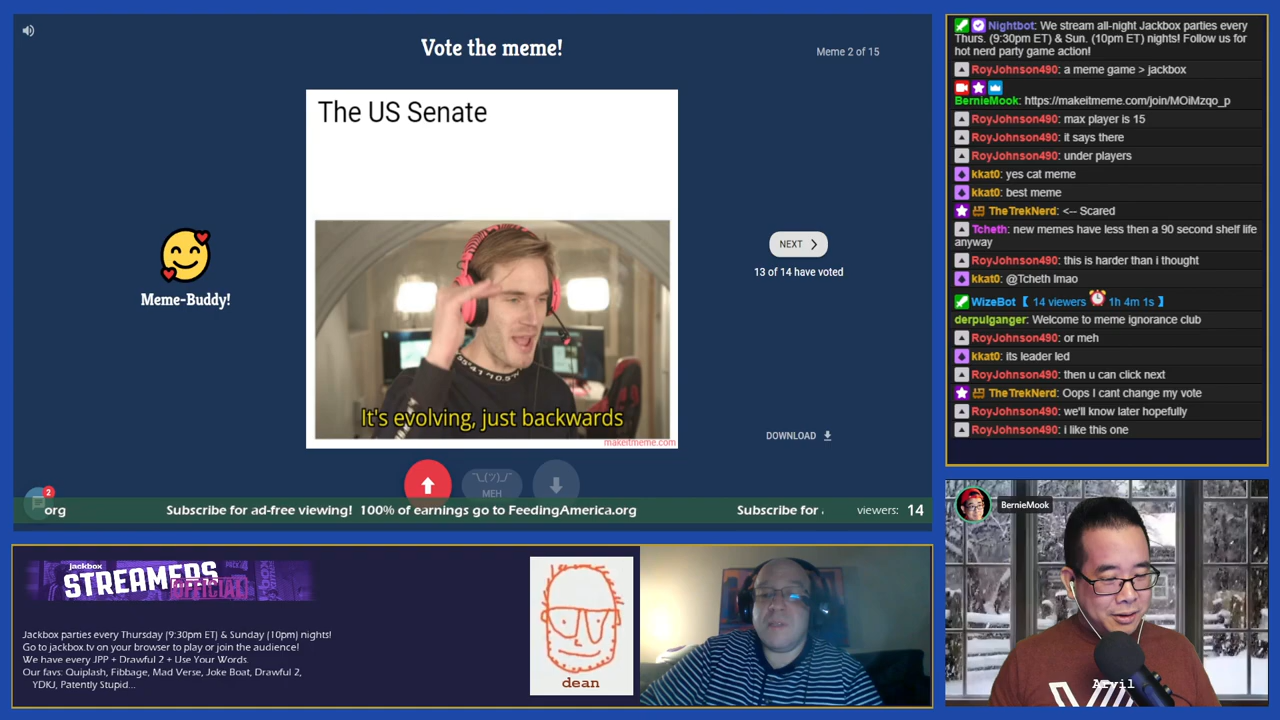 Vote the meme!
Meme 2 of 15
The US Senate
It's evolving, just backwards
makeitmeme.com
Meme-Buddy!
NEXT
13 of 14 have voted
DOWNLOAD
¯\_(ツ)_/¯
MEH
2
org
Subscribe for ad-free viewing! 100% of earnings go to FeedingAmerica.org
Subscribe for
viewers: 14
jackbox
STREAMERS
OFFICIAL
Jackbox parties every Thursday (9:30pm ET) & Sunday (10pm) nights!
Go to jackbox.tv on your browser to play or join the audience!
We have every JPP + Drawful 2 + Use Your Words.
Our favs: Quiplash, Fibbage, Mad Verse, Joke Boat, Drawful 2,
YDKJ, Patently Stupid...
dean
Nightbot: We stream all-night Jackbox parties every
Thurs. (9:30pm ET) & Sun. (10pm ET) nights! Follow us for
hot nerd party game action!
RoyJohnson490: a meme game > jackbox
BernieMook: https://makeitmeme.com/join/MOiMzqo_p
RoyJohnson490: max player is 15
RoyJohnson490: it says there
RoyJohnson490: under players
kkat0: yes cat meme
kkat0: best meme
TheTrekNerd: <-- Scared
Tcheth: new memes have less then a 90 second shelf life
anyway
RoyJohnson490: this is harder than i thought
kkat0: @Tcheth lmao
WizeBot 【 14 viewers ⏰ 1h 4m 1s 】
derpulganger: Welcome to meme ignorance club
RoyJohnson490: or meh
kkat0: its leader led
RoyJohnson490: then u can click next
TheTrekNerd: Oops I cant change my vote
RoyJohnson490: we'll know later hopefully
RoyJohnson490: i like this one
BernieMook